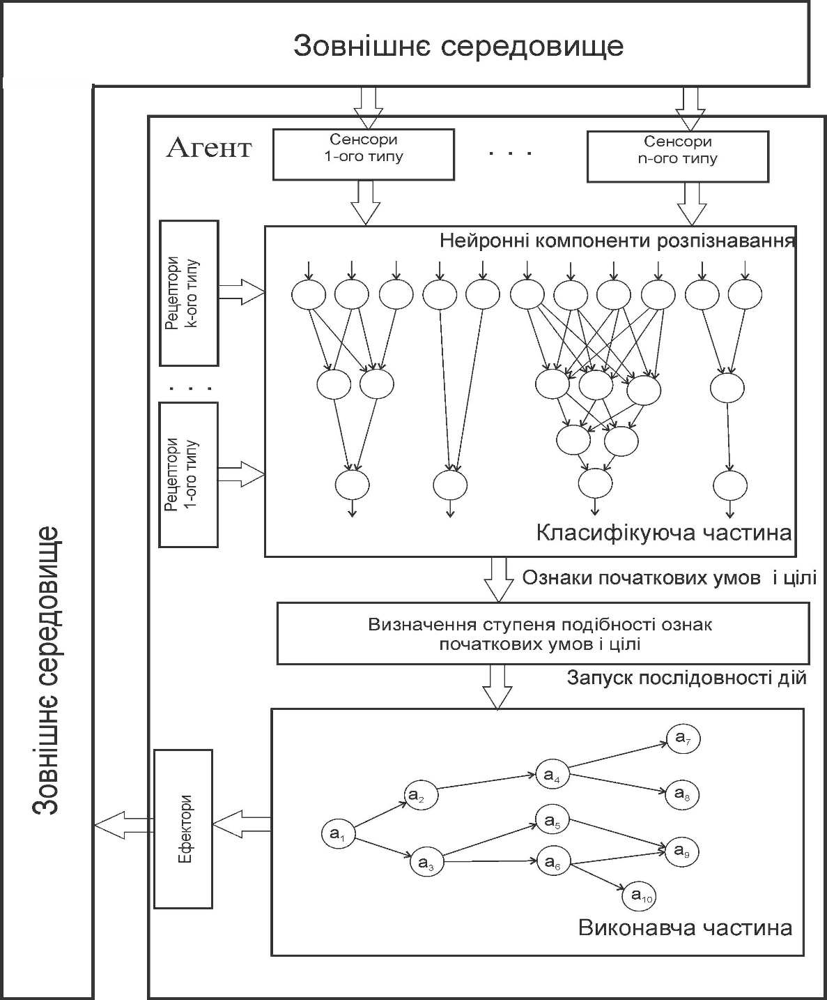 Зовнішнє середовище
Агент
Сенсори
1-ого типу
. . .
Сенсори
n-ого типу
Рецептори
k-ого типу
. . .
Рецептори
1-ого типу
Нейронні компоненти розпізнавання
Класифікуюча частина
Ознаки початкових умов і цілі
Визначення ступеня подібності ознак
початкових умов і цілі
Запуск послідовності дій
Зовнішнє середовище
Ефектори
a1
a2
a3
a4
a5
a6
a7
a8
a9
a10
Виконавча частина